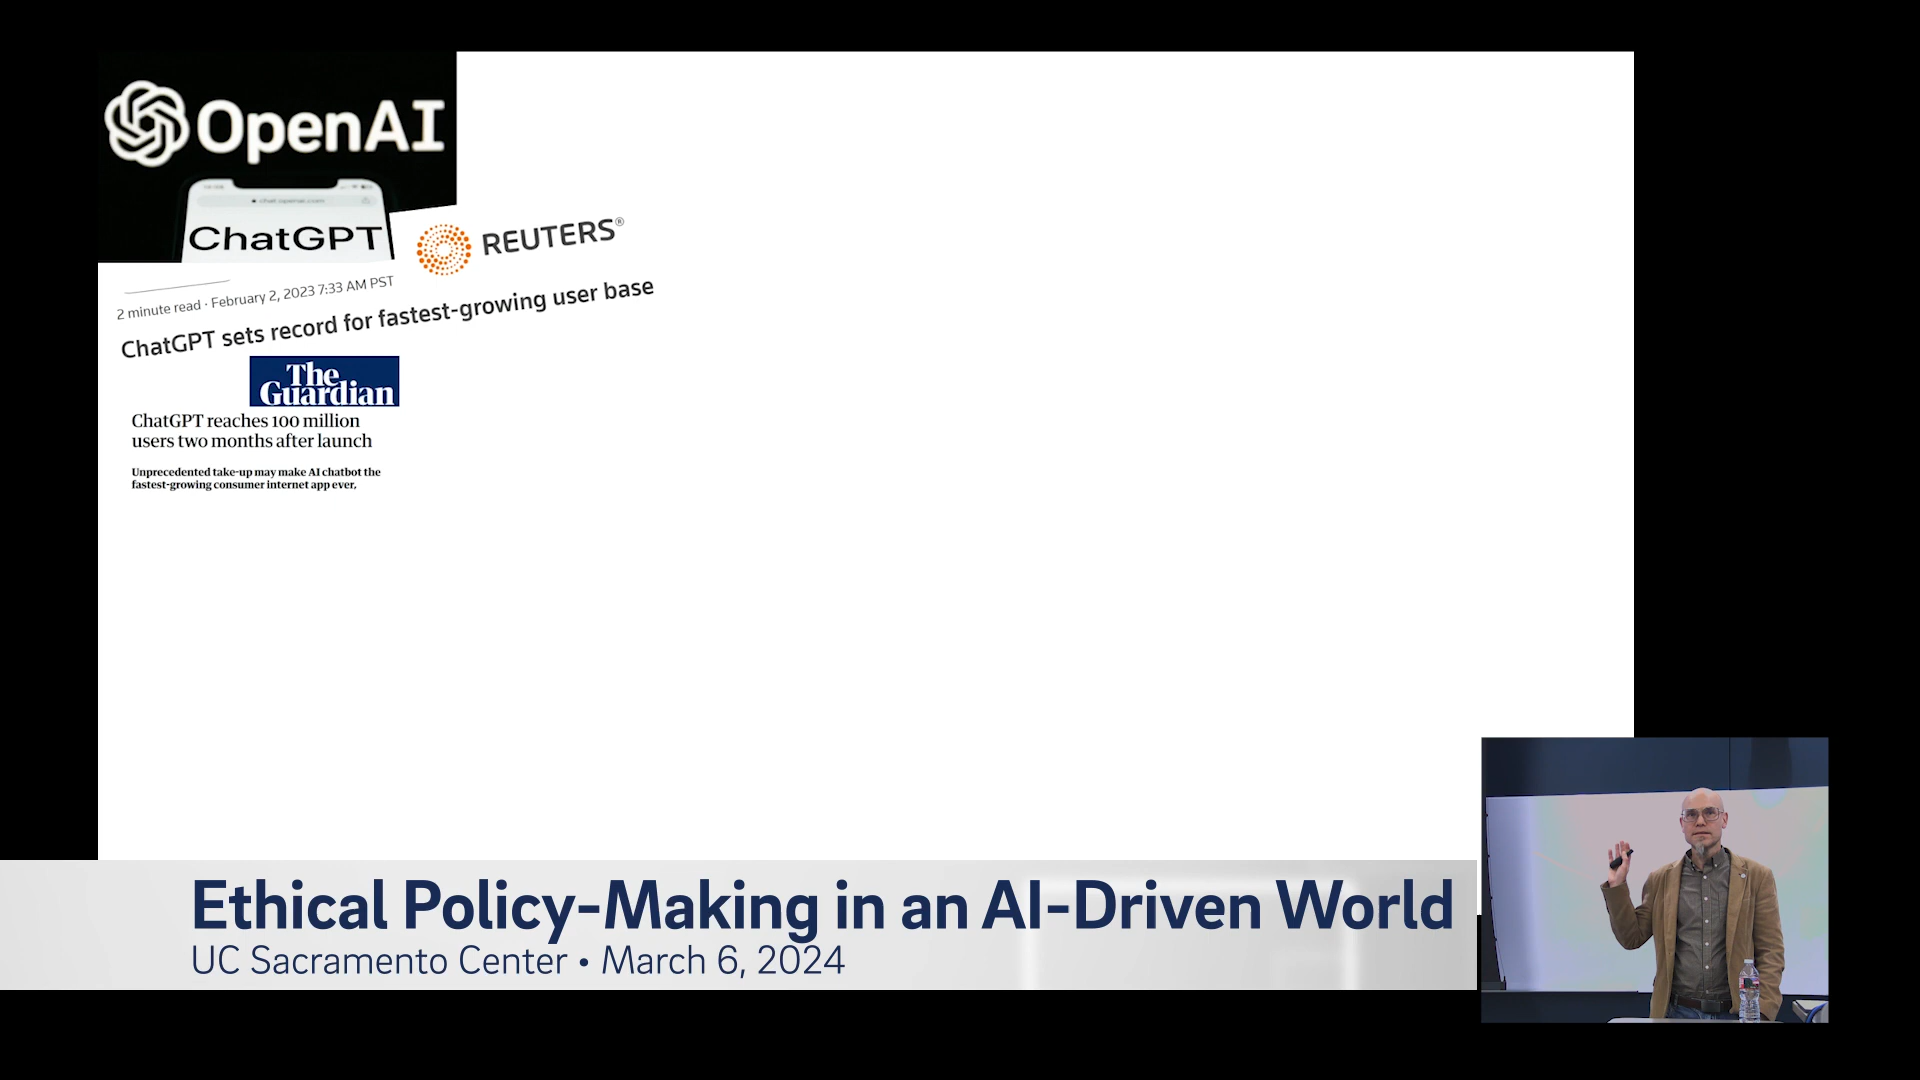 OpenAI
chat.openai.com
ChatGPT
REUTERS®
2 minute read · February 2, 2023 7:33 AM PST
ChatGPT sets record for fastest-growing user base
The
Guardian
ChatGPT reaches 100 million
users two months after launch
Unprecedented take-up may make AI chatbot the
fastest-growing consumer internet app ever,
Ethical Policy-Making in an AI-Driven World
UC Sacramento Center • March 6, 2024